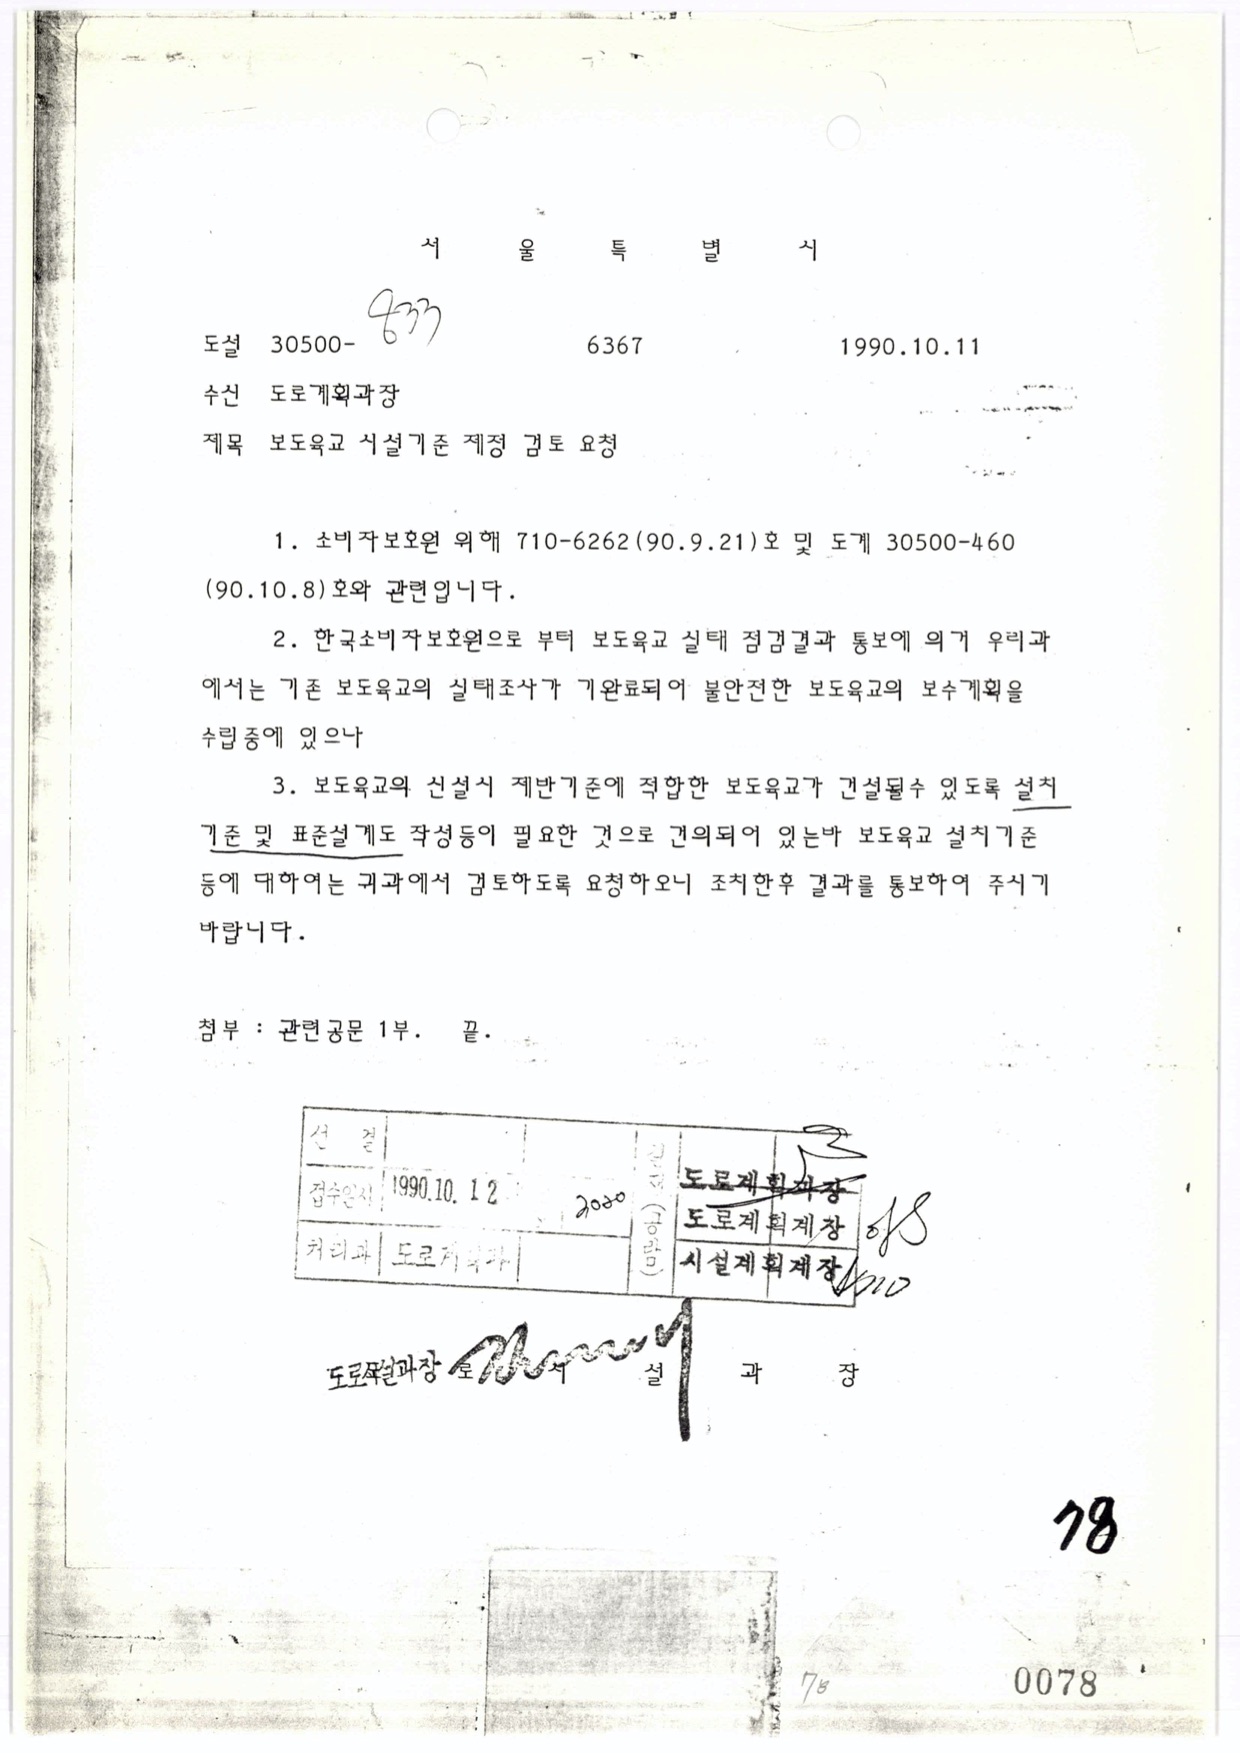 서 울 특 별 시
도설 30500- 833 6367 1990.10.11
수신 도로계획과장
제목 보도육교 시설기준 제정 검토 요청
1. 소비자보호원 위해 710-6262(90.9.21)호 및 도계 30500-460
(90.10.8)호와 관련입니다.
2. 한국소비자보호원으로 부터 보도육교 실태 점검결과 통보에 의거 우리과
에서는 기존 보도육교의 실태조사가 기완료되어 불안전한 보도육교의 보수계획을
수립중에 있으나
3. 보도육교의 신설시 제반기준에 적합한 보도육교가 건설될수 있도록 설치
기준 및 표준설계도 작성등이 필요한 것으로 건의되어 있는바 보도육교 설치기준
등에 대하여는 귀과에서 검토하도록 요청하오니 조치한후 결과를 통보하여 주시기
바랍니다.
첨부 : 관련공문 1부. 끝.
선 결
접수일시 1990.10.12 2020
처리과 도로계획과
(공람)
도로계획과장
도로계획계장
시설계획계장
로 시 설 과 장
78
78
0078